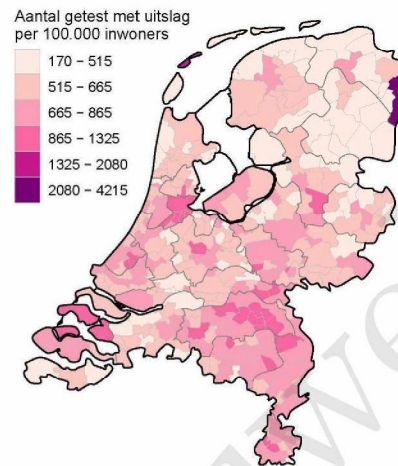 Aantal getest met uitslag
per 100.000 inwoners
170 – 515
515 – 665
665 – 865
865 – 1325
1325 – 2080
2080 – 4215